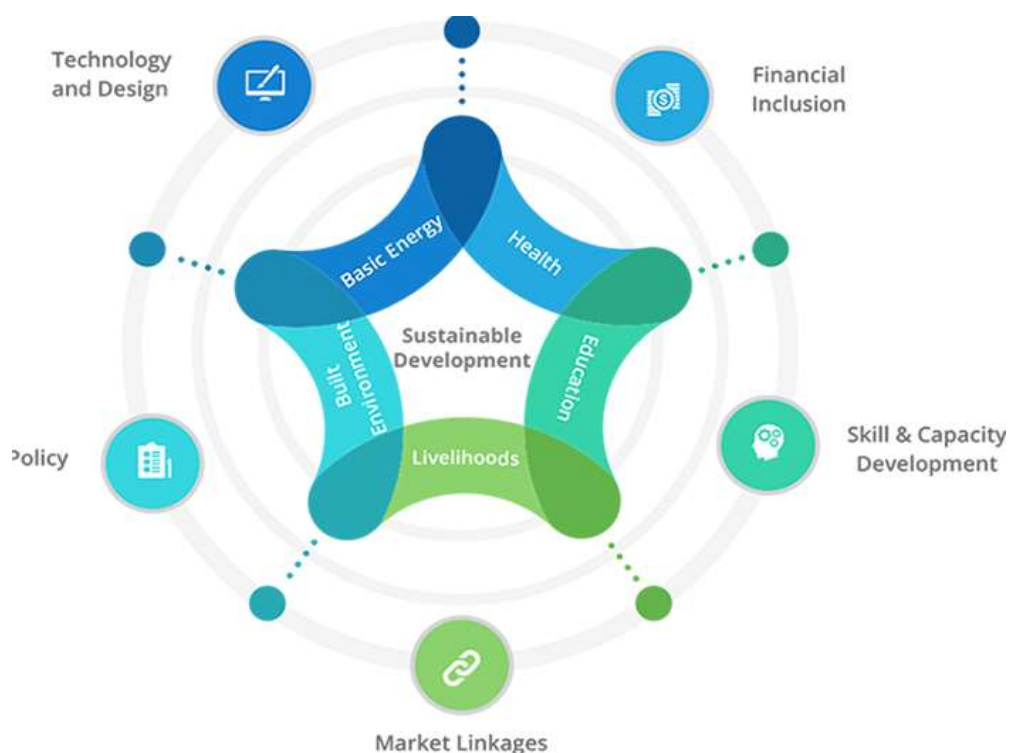 Technology
and Design
Financial
Inclusion
Basic Energy
Health
Sustainable
Development
Built
Environment
Education
Policy
Livelihoods
Skill & Capacity
Development
Market Linkages